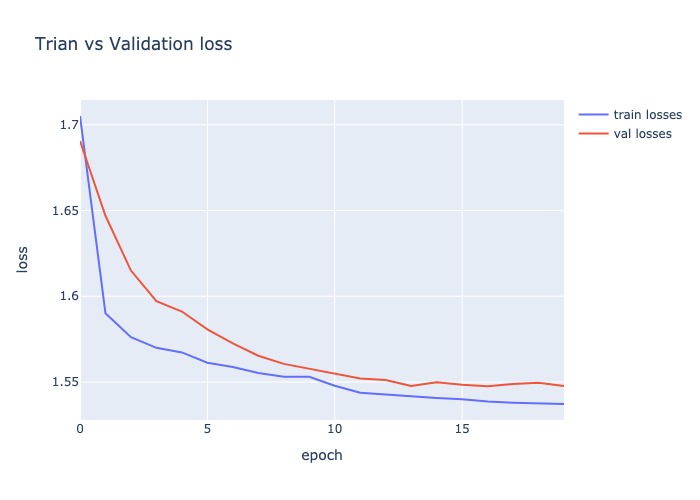 Trian vs Validation loss
train losses
val losses
1.7
1.65
1.6
1.55
loss
0
5
10
15
epoch